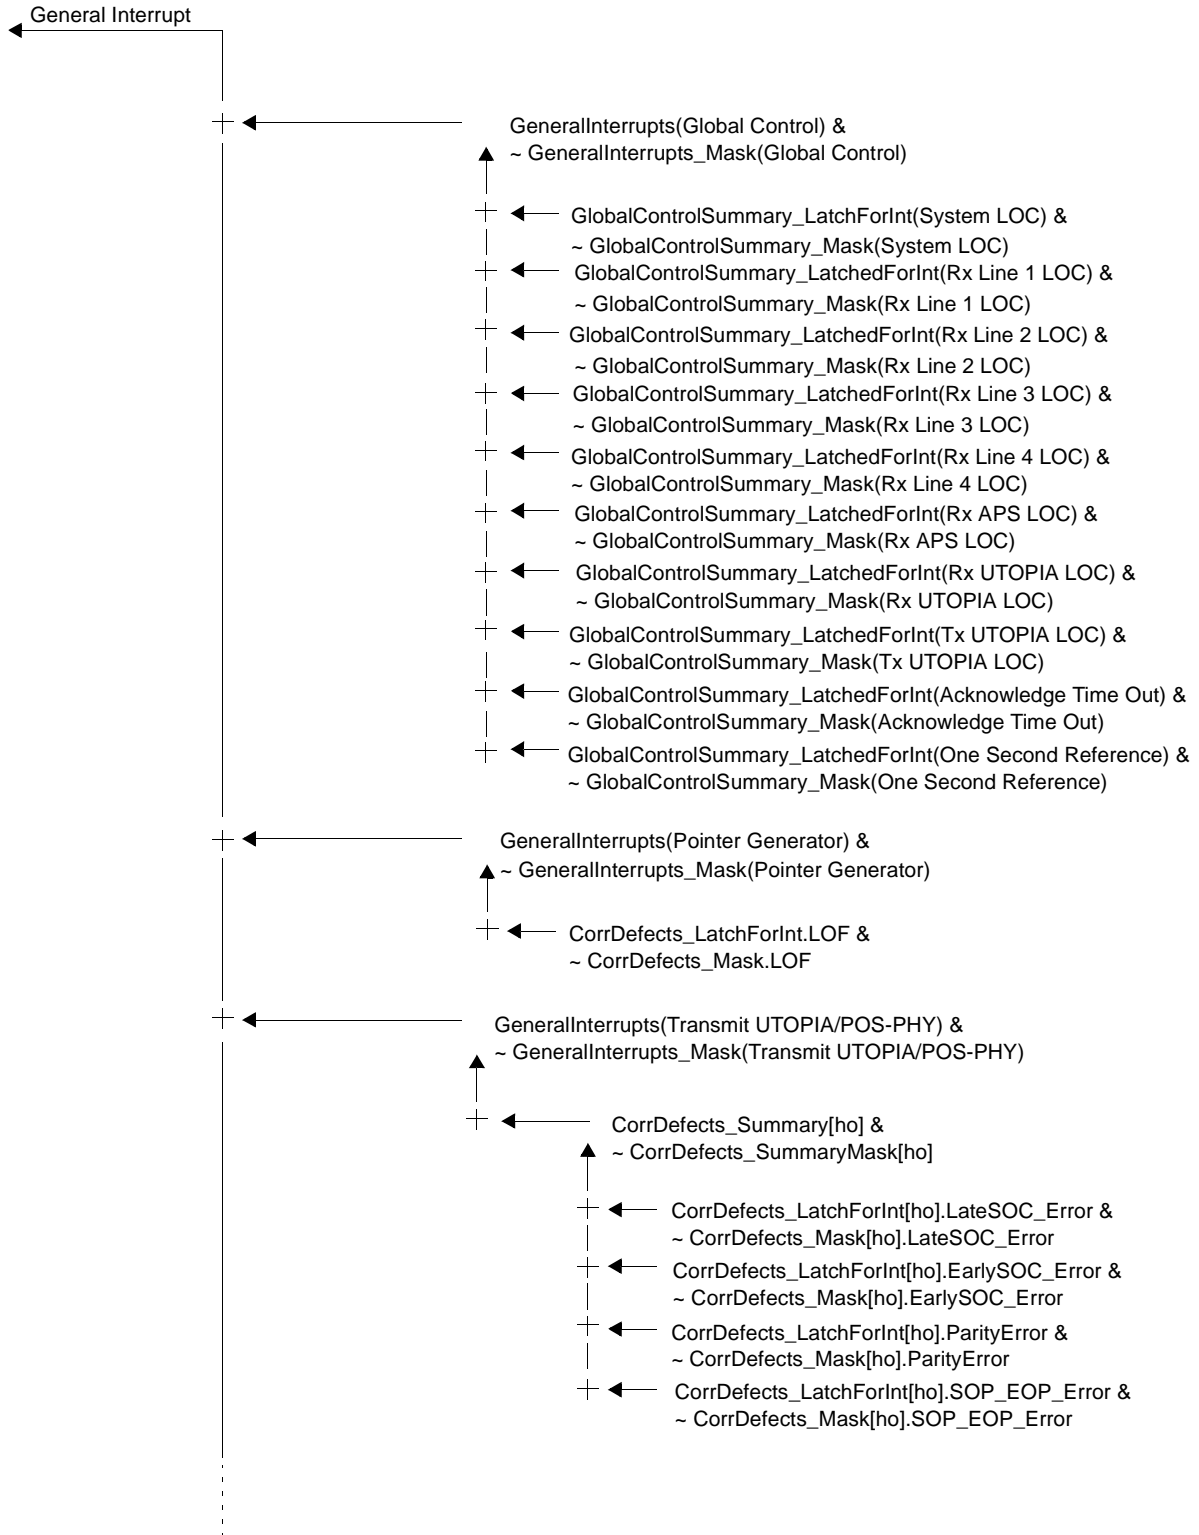 General Interrupt
GeneralInterrupts(Global Control) &
~ GeneralInterrupts_Mask(Global Control)
GlobalControlSummary_LatchForInt(System LOC) &
~ GlobalControlSummary_Mask(System LOC)
GlobalControlSummary_LatchedForInt(Rx Line 1 LOC) &
~ GlobalControlSummary_Mask(Rx Line 1 LOC)
GlobalControlSummary_LatchedForInt(Rx Line 2 LOC) &
~ GlobalControlSummary_Mask(Rx Line 2 LOC)
GlobalControlSummary_LatchedForInt(Rx Line 3 LOC) &
~ GlobalControlSummary_Mask(Rx Line 3 LOC)
GlobalControlSummary_LatchedForInt(Rx Line 4 LOC) &
~ GlobalControlSummary_Mask(Rx Line 4 LOC)
GlobalControlSummary_LatchedForInt(Rx APS LOC) &
~ GlobalControlSummary_Mask(Rx APS LOC)
GlobalControlSummary_LatchedForInt(Rx UTOPIA LOC) &
~ GlobalControlSummary_Mask(Rx UTOPIA LOC)
GlobalControlSummary_LatchedForInt(Tx UTOPIA LOC) &
~ GlobalControlSummary_Mask(Tx UTOPIA LOC)
GlobalControlSummary_LatchedForInt(Acknowledge Time Out) &
~ GlobalControlSummary_Mask(Acknowledge Time Out)
GlobalControlSummary_LatchedForInt(One Second Reference) &
~ GlobalControlSummary_Mask(One Second Reference)
GeneralInterrupts(Pointer Generator) &
~ GeneralInterrupts_Mask(Pointer Generator)
CorrDefects_LatchForInt.LOF &
~ CorrDefects_Mask.LOF
GeneralInterrupts(Transmit UTOPIA/POS-PHY) &
~ GeneralInterrupts_Mask(Transmit UTOPIA/POS-PHY)
CorrDefects_Summary[ho] &
~ CorrDefects_SummaryMask[ho]
CorrDefects_LatchForInt[ho].LateSOC_Error &
~ CorrDefects_Mask[ho].LateSOC_Error
CorrDefects_LatchForInt[ho].EarlySOC_Error &
~ CorrDefects_Mask[ho].EarlySOC_Error
CorrDefects_LatchForInt[ho].ParityError &
~ CorrDefects_Mask[ho].ParityError
CorrDefects_LatchForInt[ho].SOP_EOP_Error &
~ CorrDefects_Mask[ho].SOP_EOP_Error